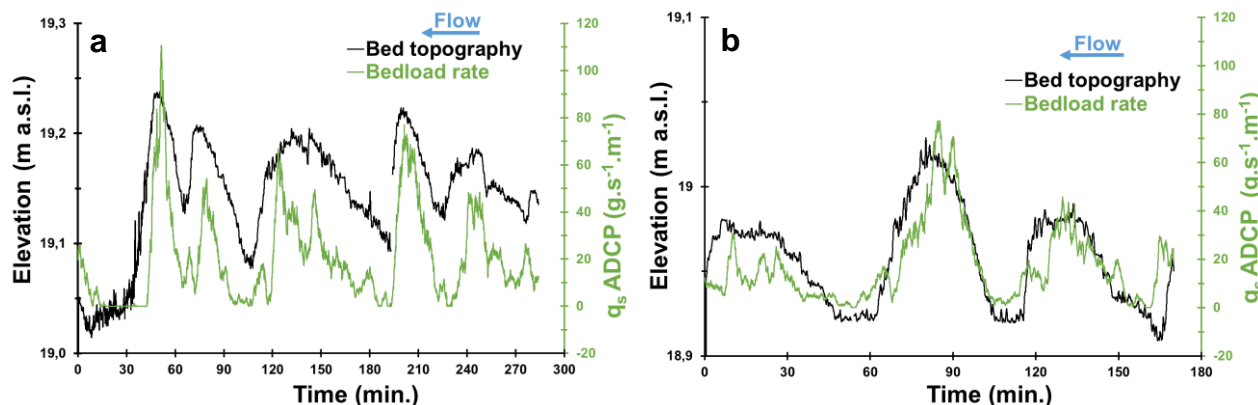 a
Flow
Bed topography
Bedload rate
Elevation (m a.s.l.)
19,3
19,2
19,1
19,0
120
100
80
60
40
20
0
-20
qs ADCP (g.s-1.m-1)
0 30 60 90 120 150 180 210 240 270 300
Time (min.)
b
Flow
Bed topography
Bedload rate
Elevation (m a.s.l.)
19,1
19
18,9
120
100
80
60
40
20
0
-20
qs ADCP (g.s-1.m-1)
0 30 60 90 120 150 180
Time (min.)